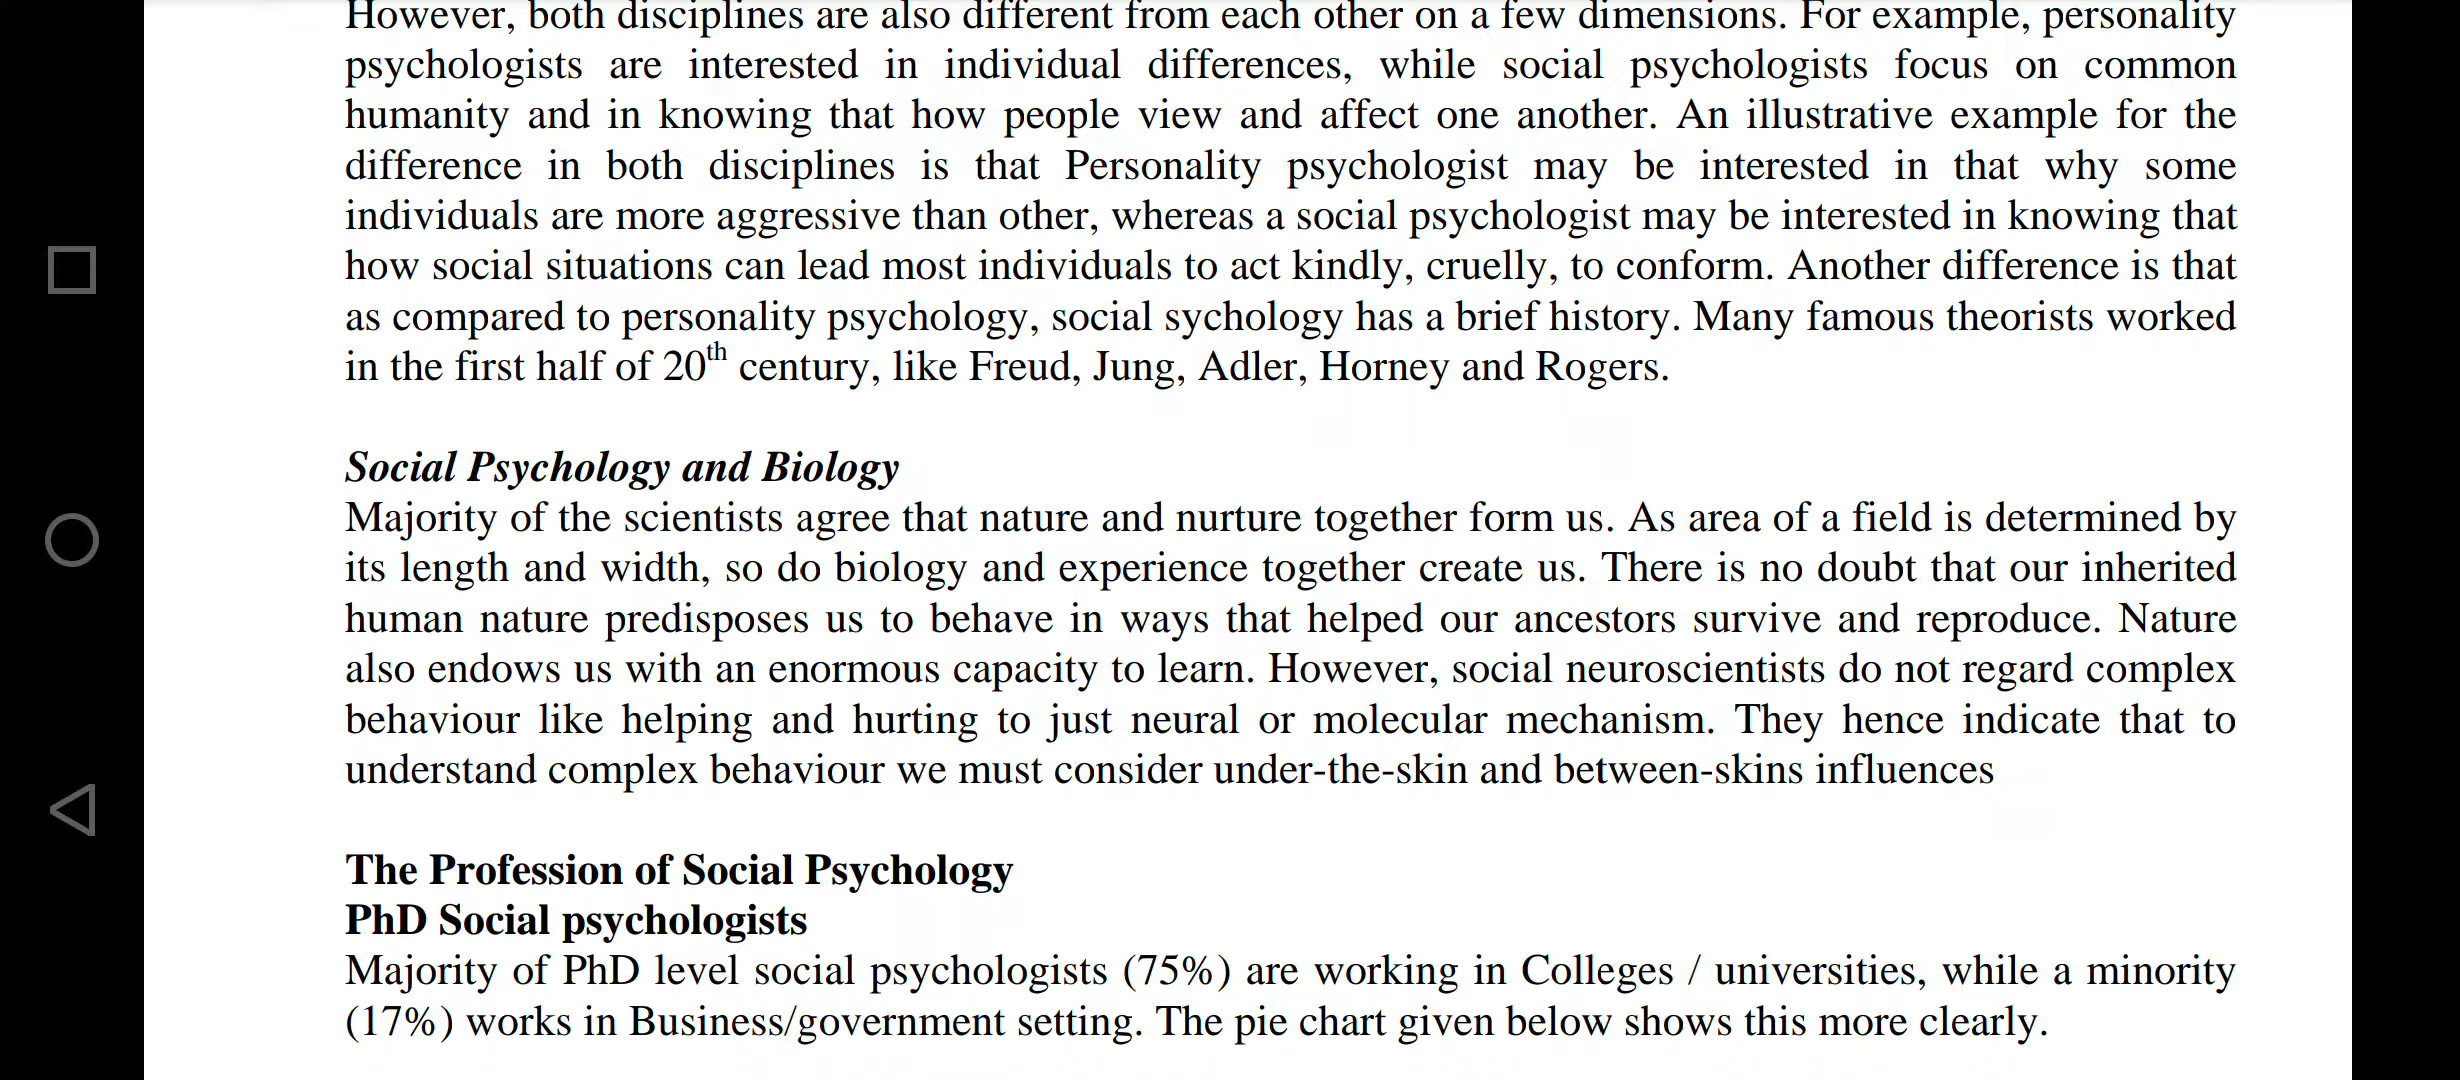 However, both disciplines are also different from each other on a few dimensions. For example, personality
psychologists are interested in individual differences, while social psychologists focus on common
humanity and in knowing that how people view and affect one another. An illustrative example for the
difference in both disciplines is that Personality psychologist may be interested in that why some
individuals are more aggressive than other, whereas a social psychologist may be interested in knowing that
how social situations can lead most individuals to act kindly, cruelly, to conform. Another difference is that
as compared to personality psychology, social sychology has a brief history. Many famous theorists worked
in the first half of 20th century, like Freud, Jung, Adler, Horney and Rogers.
Social Psychology and Biology
Majority of the scientists agree that nature and nurture together form us. As area of a field is determined by
its length and width, so do biology and experience together create us. There is no doubt that our inherited
human nature predisposes us to behave in ways that helped our ancestors survive and reproduce. Nature
also endows us with an enormous capacity to learn. However, social neuroscientists do not regard complex
behaviour like helping and hurting to just neural or molecular mechanism. They hence indicate that to
understand complex behaviour we must consider under-the-skin and between-skins influences
The Profession of Social Psychology
PhD Social psychologists
Majority of PhD level social psychologists (75%) are working in Colleges / universities, while a minority
(17%) works in Business/government setting. The pie chart given below shows this more clearly.